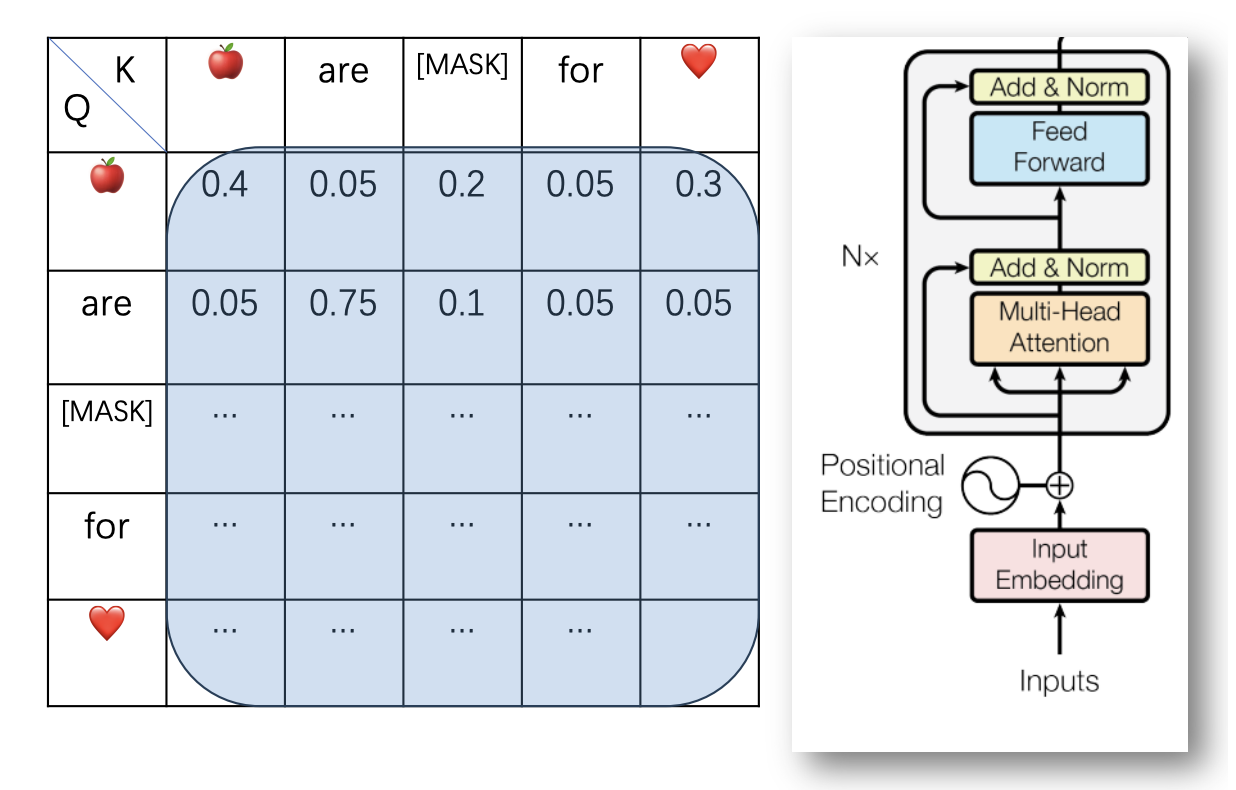 K
Q
🍎 are [MASK] for ❤️
🍎 0.4 0.05 0.2 0.05 0.3
are 0.05 0.75 0.1 0.05 0.05
[MASK] ... ... ... ... ...
for ... ... ... ... ...
❤️ ... ... ... ...
Add & Norm
Feed
Forward
N×
Add & Norm
Multi-Head
Attention
Positional
Encoding
Input
Embedding
Inputs